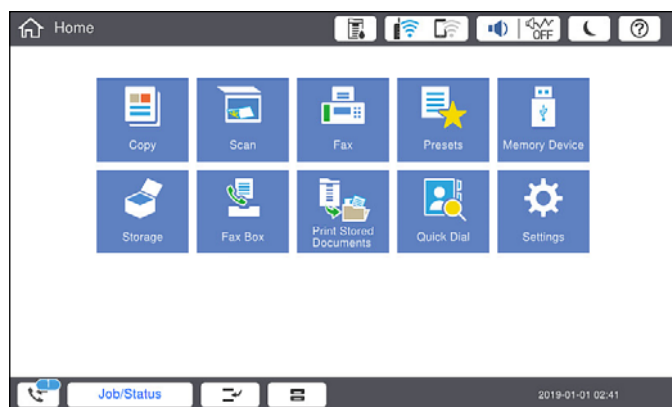 Home
OFF
Copy
Scan
Fax
Presets
Memory Device
Storage
Fax Box
Print Stored
Documents
Quick Dial
Settings
1
Job/Status
2019-01-01 02:41